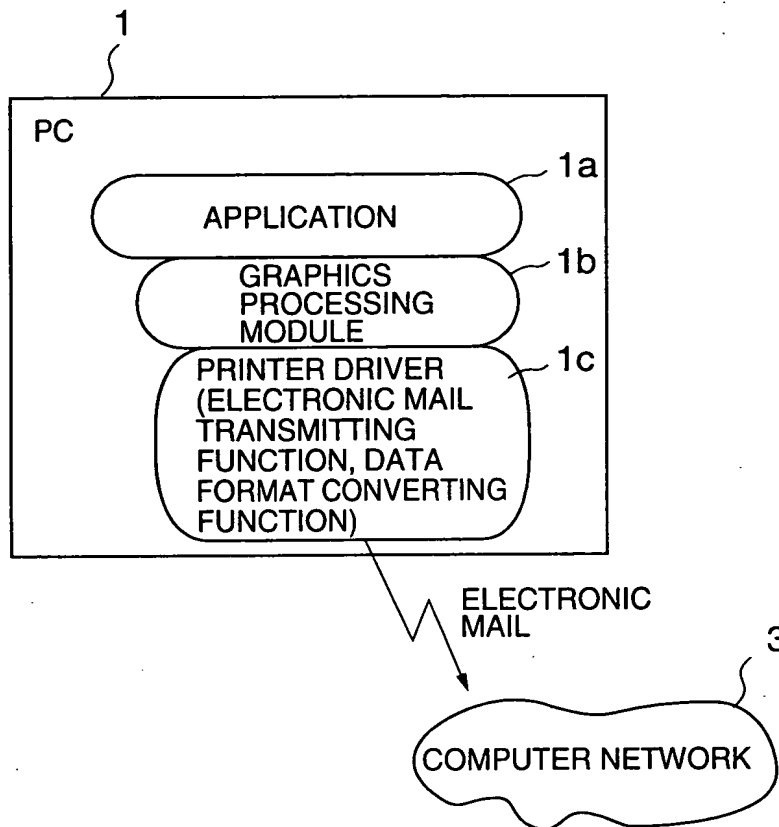 1
PC
1a
APPLICATION
1b
GRAPHICS
PROCESSING
MODULE
1c
PRINTER DRIVER
(ELECTRONIC MAIL
TRANSMITTING
FUNCTION, DATA
FORMAT CONVERTING
FUNCTION)
ELECTRONIC
MAIL
3
COMPUTER NETWORK